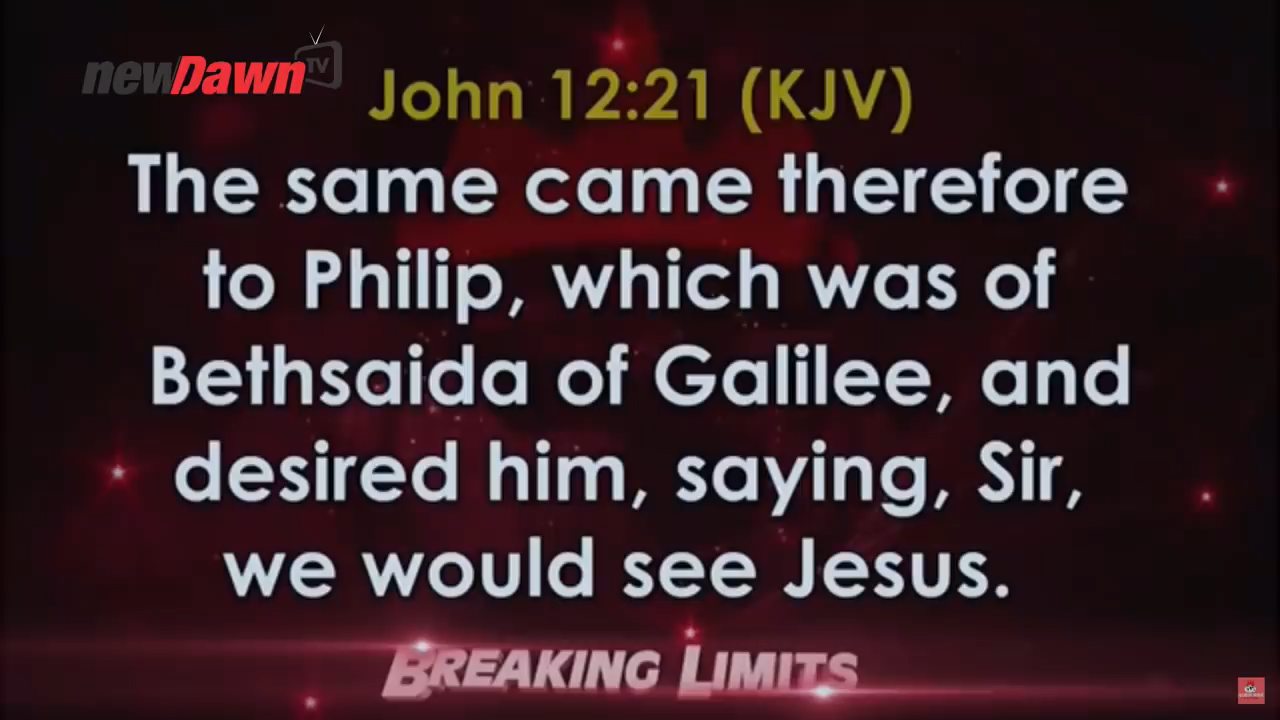 newDawn TV
John 12:21 (KJV)
The same came therefore
to Philip, which was of
Bethsaida of Galilee, and
desired him, saying, Sir,
we would see Jesus.
BREAKING LIMITS